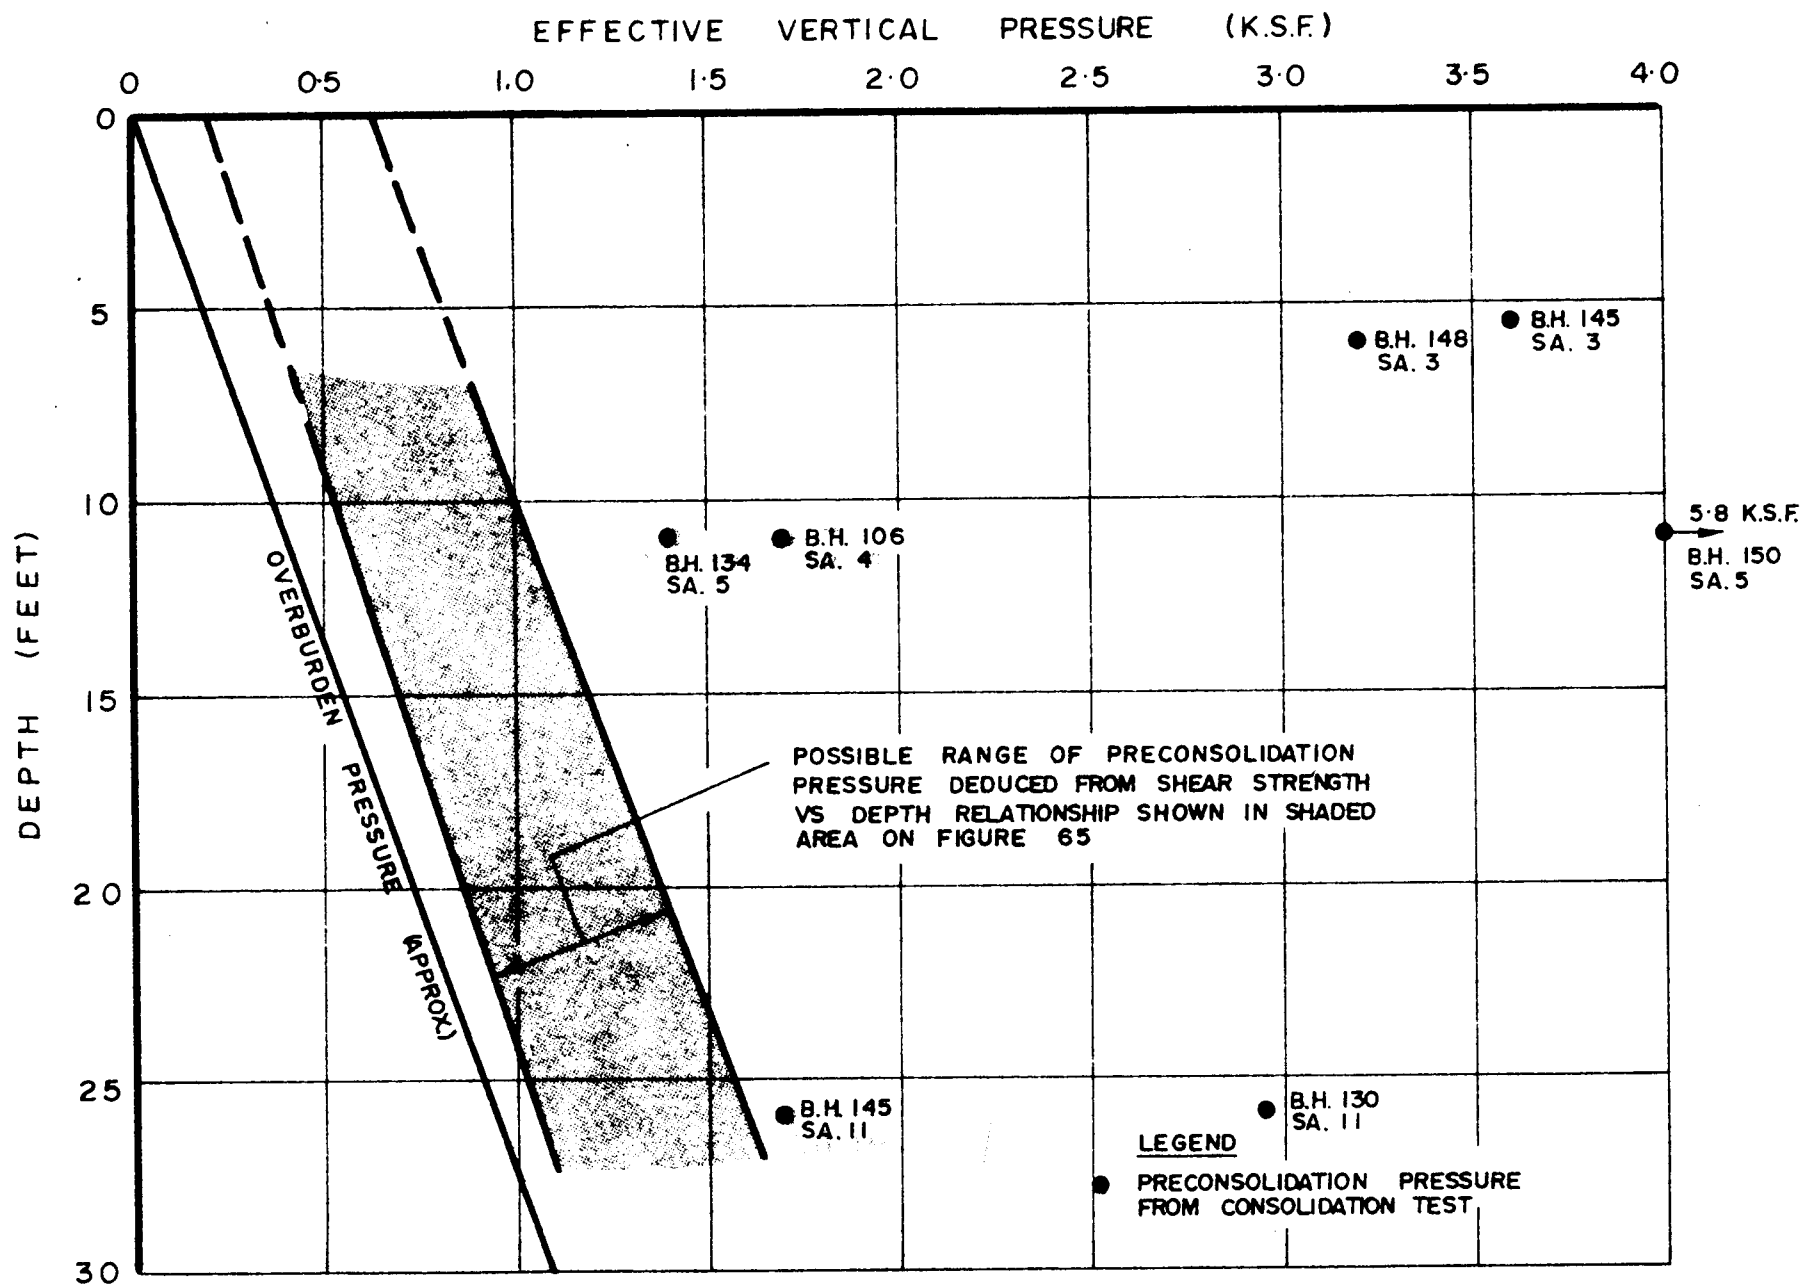 EFFECTIVE VERTICAL PRESSURE (K.S.F.)
0 0·5 1.0 1·5 2·0 2·5 3·0 3·5 4·0
0
5
10
15
20
25
30
DEPTH (FEET)
B.H. 145
SA. 3
B.H. 148
SA. 3
5·8 K.S.F.
B.H. 150
SA. 5
B.H. 106
SA. 4
B.H. 134
SA. 5
OVERBURDEN PRESSURE (APPROX.)
POSSIBLE RANGE OF PRECONSOLIDATION
PRESSURE DEDUCED FROM SHEAR STRENGTH
VS DEPTH RELATIONSHIP SHOWN IN SHADED
AREA ON FIGURE 65
B.H. 145
SA. 11
B.H. 130
SA. 11
LEGEND
PRECONSOLIDATION PRESSURE
FROM CONSOLIDATION TEST